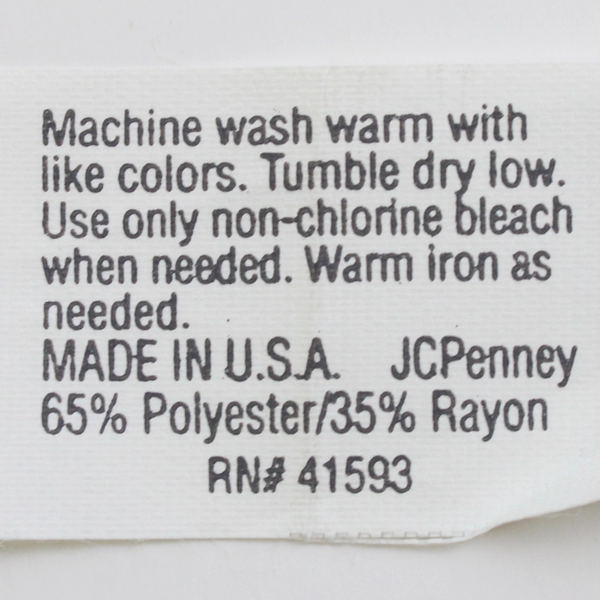 Machine wash warm with
like colors. Tumble dry low.
Use only non-chlorine bleach
when needed. Warm iron as
needed.
MADE IN U.S.A. JCPenney
65% Polyester/35% Rayon
RN# 41593